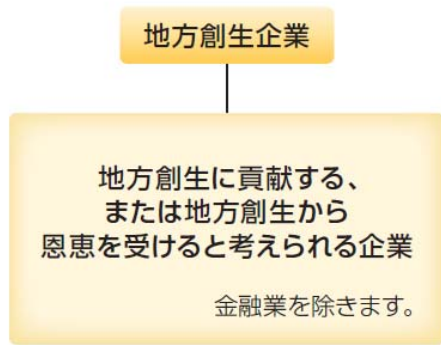 地方創生企業
地方創生に貢献する、
または地方創生から
恩恵を受けると考えられる企業
金融業を除きます。